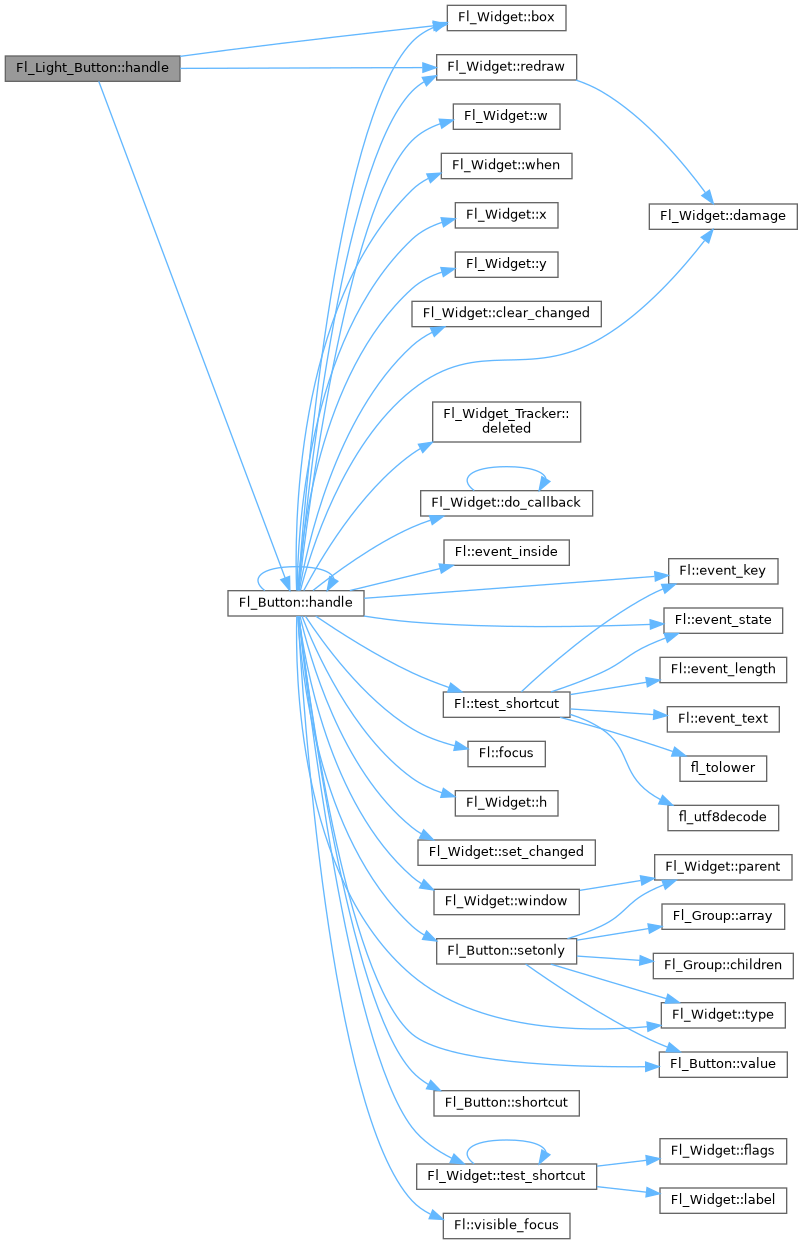 Fl_Widget::box
Fl_Light_Button::handle
Fl_Widget::redraw
Fl_Widget::w
Fl_Widget::when
Fl_Widget::x
Fl_Widget::damage
Fl_Widget::y
Fl_Widget::clear_changed
Fl_Widget_Tracker::
deleted
Fl_Widget::do_callback
Fl::event_inside
Fl::event_key
Fl_Button::handle
Fl::event_state
Fl::event_length
Fl::test_shortcut
Fl::event_text
Fl::focus
fl_tolower
Fl_Widget::h
fl_utf8decode
Fl_Widget::set_changed
Fl_Widget::parent
Fl_Widget::window
Fl_Group::array
Fl_Button::setonly
Fl_Group::children
Fl_Widget::type
Fl_Button::value
Fl_Button::shortcut
Fl_Widget::flags
Fl_Widget::test_shortcut
Fl_Widget::label
Fl::visible_focus